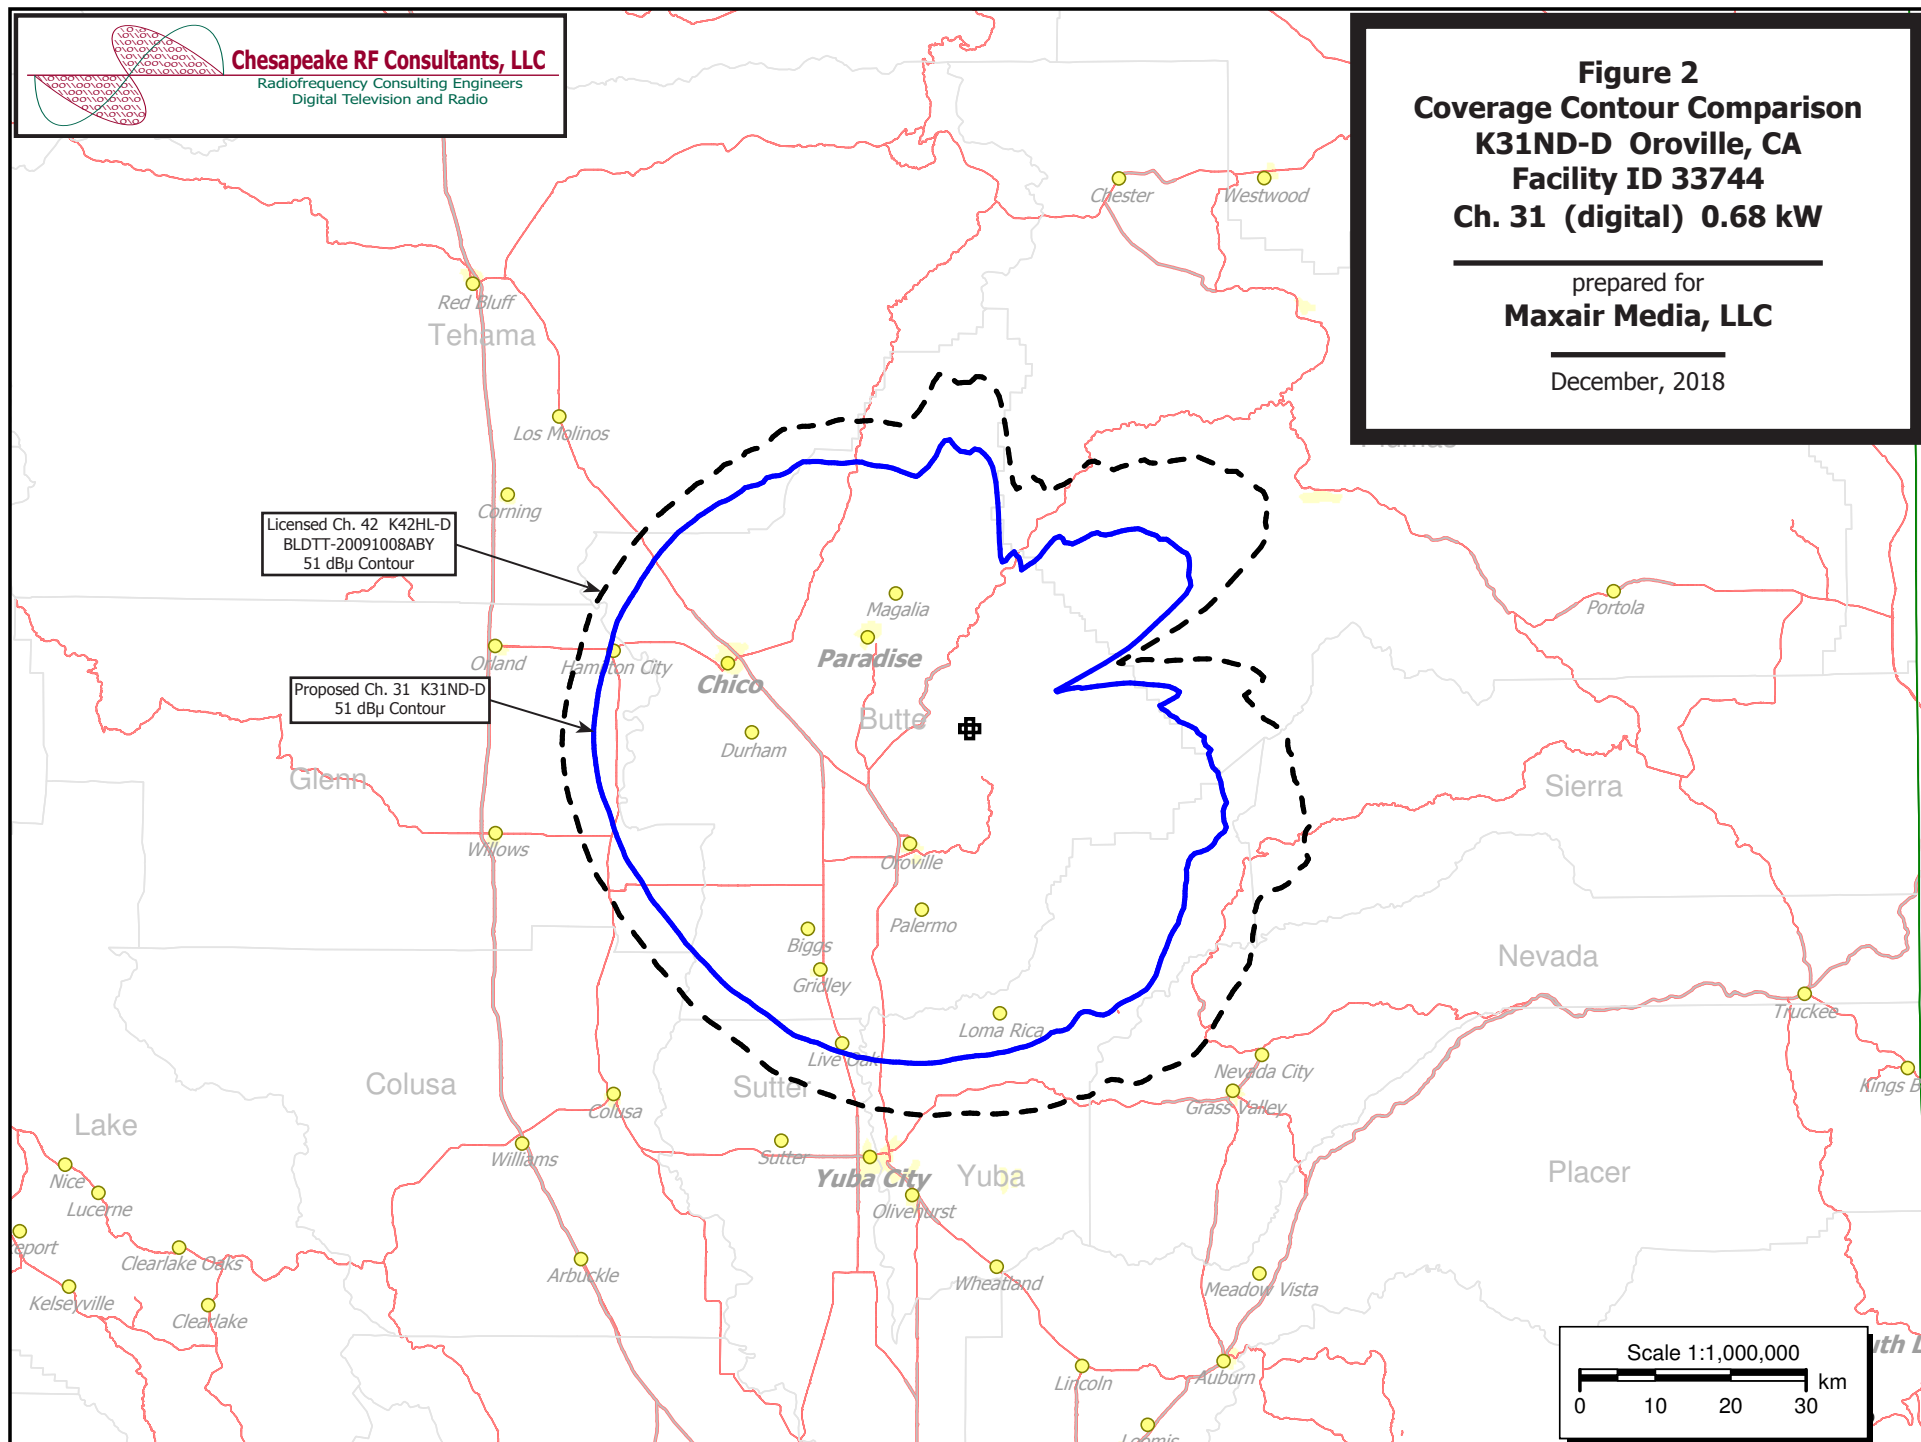 Chesapeake RF Consultants, LLC
Radiofrequency Consulting Engineers
Digital Television and Radio
Figure 2
Coverage Contour Comparison
K31ND-D Oroville, CA
Facility ID 33744
Ch. 31 (digital) 0.68 kW
prepared for
Maxair Media, LLC
December, 2018
Chester
Westwood
Red Bluff
Tehama
Los Molinos
Plumas
Corning
Licensed Ch. 42 K42HL-D
BLDTT-20091008ABY
51 dBµ Contour
Magalia
Portola
Orland
Hamilton City
Paradise
Chico
Proposed Ch. 31 K31ND-D
51 dBµ Contour
Butte
Durham
Glenn
Sierra
Willows
Oroville
Palermo
Biggs
Nevada
Gridley
Truckee
Loma Rica
Live Oak
Nevada City
Kings B
Colusa
Sutter
Grass Valley
Colusa
Lake
Williams
Sutter
Yuba City
Yuba
Placer
Nice
Lucerne
Olivehurst
eport
Clearlake Oaks
Arbuckle
Wheatland
Meadow Vista
Kelseyville
Clearlake
uth L
Lincoln
Auburn
Loomis
Scale 1:1,000,000
km
0 10 20 30